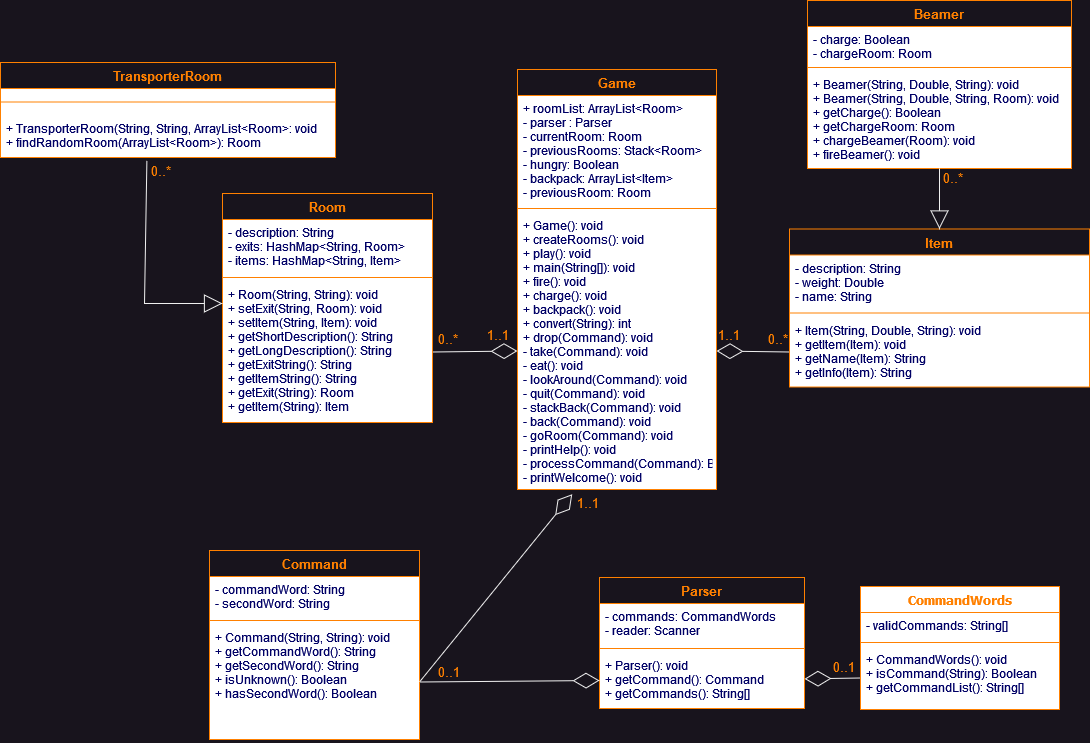 TransporterRoom
+ TransporterRoom(String, String, ArrayList<Room>: void
+ findRandomRoom(ArrayList<Room>): Room
0..*
Room
- description: String
- exits: HashMap<String, Room>
- items: HashMap<String, Item>
+ Room(String, String): void
+ setExit(String, Room): void
+ setItem(String, Item): void
+ getShortDescription(): String
+ getLongDescription(): String
+ getExitString(): String
+ getItemString(): String
+ getExit(String): Room
+ getItem(String): Item
0..*
1..1
Game
+ roomList: ArrayList<Room>
- parser : Parser
- currentRoom: Room
- previousRooms: Stack<Room>
- hungry: Boolean
- backpack: ArrayList<Item>
- previousRoom: Room
+ Game(): void
+ createRooms(): void
+ play(): void
+ main(String[]): void
+ fire(): void
+ charge(): void
+ backpack(): void
+ convert(String): int
+ drop(Command): void
- take(Command): void
- eat(): void
- lookAround(Command): void
- quit(Command): void
- stackBack(Command): void
- back(Command): void
- goRoom(Command): void
- printHelp(): void
- processCommand(Command): B
- printWelcome(): void
1..1
0..*
1..1
Beamer
- charge: Boolean
- chargeRoom: Room
+ Beamer(String, Double, String): void
+ Beamer(String, Double, String, Room): void
+ getCharge(): Boolean
+ getChargeRoom: Room
+ chargeBeamer(Room): void
+ fireBeamer(): void
0..*
Item
- description: String
- weight: Double
- name: String
+ Item(String, Double, String): void
+ getItem(Item): void
+ getName(Item): String
+ getInfo(Item): String
Command
- commandWord: String
- secondWord: String
+ Command(String, String): void
+ getCommandWord(): String
+ getSecondWord(): String
+ isUnknown(): Boolean
+ hasSecondWord(): Boolean
0..1
Parser
- commands: CommandWords
- reader: Scanner
+ Parser(): void
+ getCommand(): Command
+ getCommands(): String[]
0..1
CommandWords
- validCommands: String[]
+ CommandWords(): void
+ isCommand(String): Boolean
+ getCommandList(): String[]